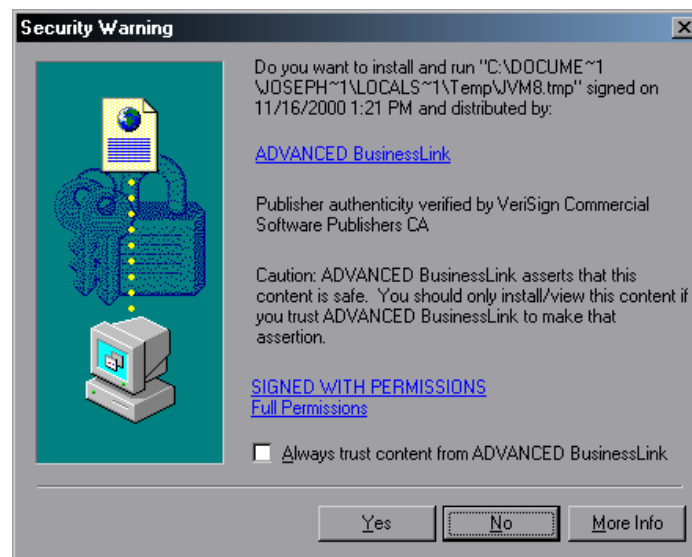 Security Warning
Do you want to install and run "C:\DOCUME~1
\JOSEPH~1\LOCALS~1\Temp\JVM8.tmp" signed on
11/16/2000 1:21 PM and distributed by:
ADVANCED BusinessLink
Publisher authenticity verified by VeriSign Commercial
Software Publishers CA
Caution: ADVANCED BusinessLink asserts that this
content is safe. You should only install/view this content if
you trust ADVANCED BusinessLink to make that
assertion.
SIGNED WITH PERMISSIONS
Full Permissions
Always trust content from ADVANCED BusinessLink
Yes No More Info